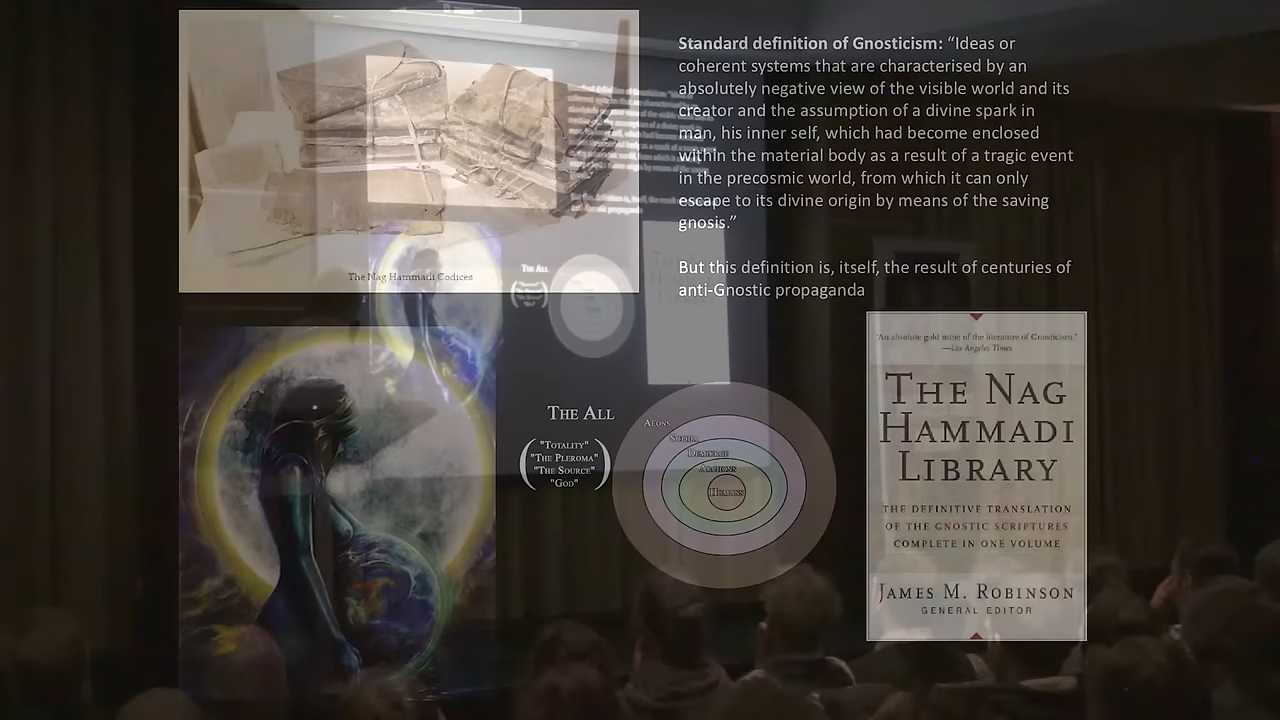 The Nag Hammadi Codices
Standard definition of Gnosticism: “Ideas or
coherent systems that are characterised by an
absolutely negative view of the visible world and its
creator and the assumption of a divine spark in
man, his inner self, which had become enclosed
within the material body as a result of a tragic event
in the precosmic world, from which it can only
escape to its divine origin by means of the saving
gnosis.”
But this definition is, itself, the result of centuries of
anti-Gnostic propaganda
The All
The All
"Totality"
"The Pleroma"
"The Source"
"God"
Aeons
Sophia
Demiurge
Archons
Humans
"An absolute gold mine of the literature of Gnosticism."
—Los Angeles Times
The Nag
Hammadi
Library
The Definitive Translation
of the Gnostic Scriptures
Complete in One Volume
James M. Robinson
General Editor